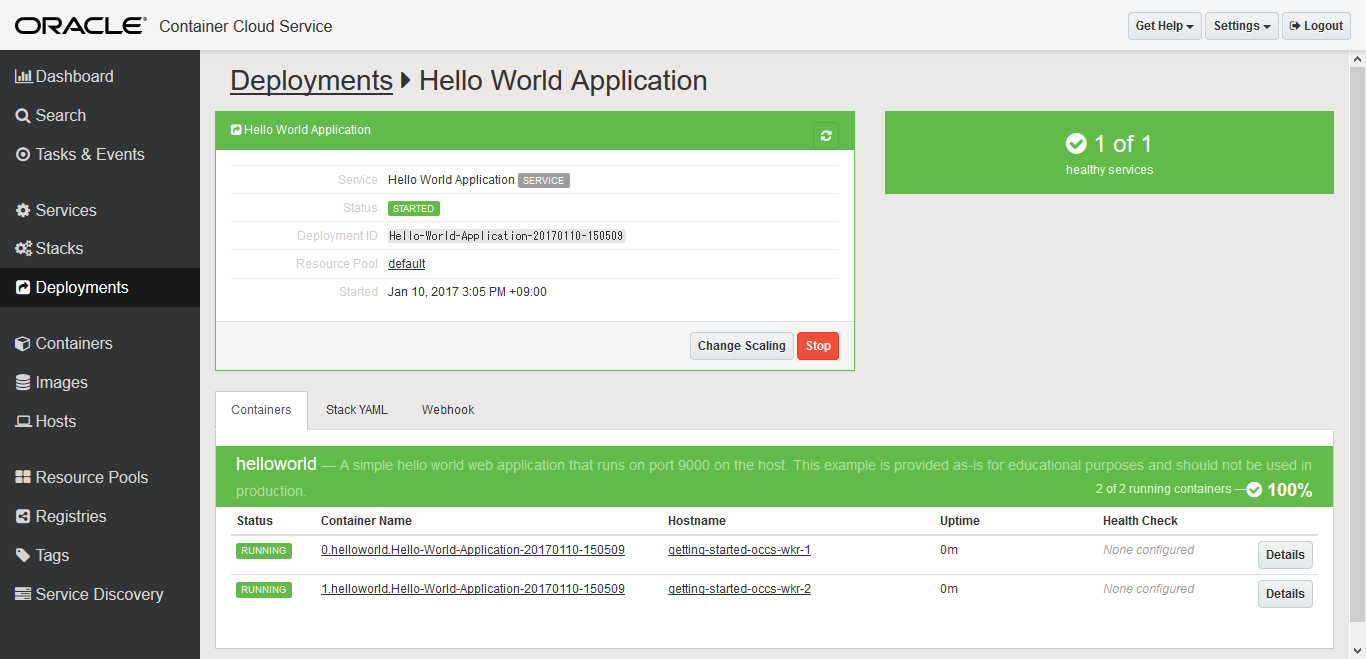 ORACLE® Container Cloud Service
Get Help
Settings
Logout
Dashboard
Search
Tasks & Events
Services
Stacks
Deployments
Containers
Images
Hosts
Resource Pools
Registries
Tags
Service Discovery
Deployments Hello World Application
Hello World Application
Service Hello World Application SERVICE
Status STARTED
Deployment ID Hello-World-Application-20170110-150509
Resource Pool default
Started Jan 10, 2017 3:05 PM +09:00
Change Scaling Stop
1 of 1
healthy services
Containers Stack YAML Webhook
helloworld — A simple hello world web application that runs on port 9000 on the host. This example is provided as-is for educational purposes and should not be used in
production.
2 of 2 running containers — 100%
Status Container Name Hostname Uptime Health Check
RUNNING 0.helloworld.Hello-World-Application-20170110-150509 getting-started-occs-wkr-1 0m None configured Details
RUNNING 1.helloworld.Hello-World-Application-20170110-150509 getting-started-occs-wkr-2 0m None configured Details